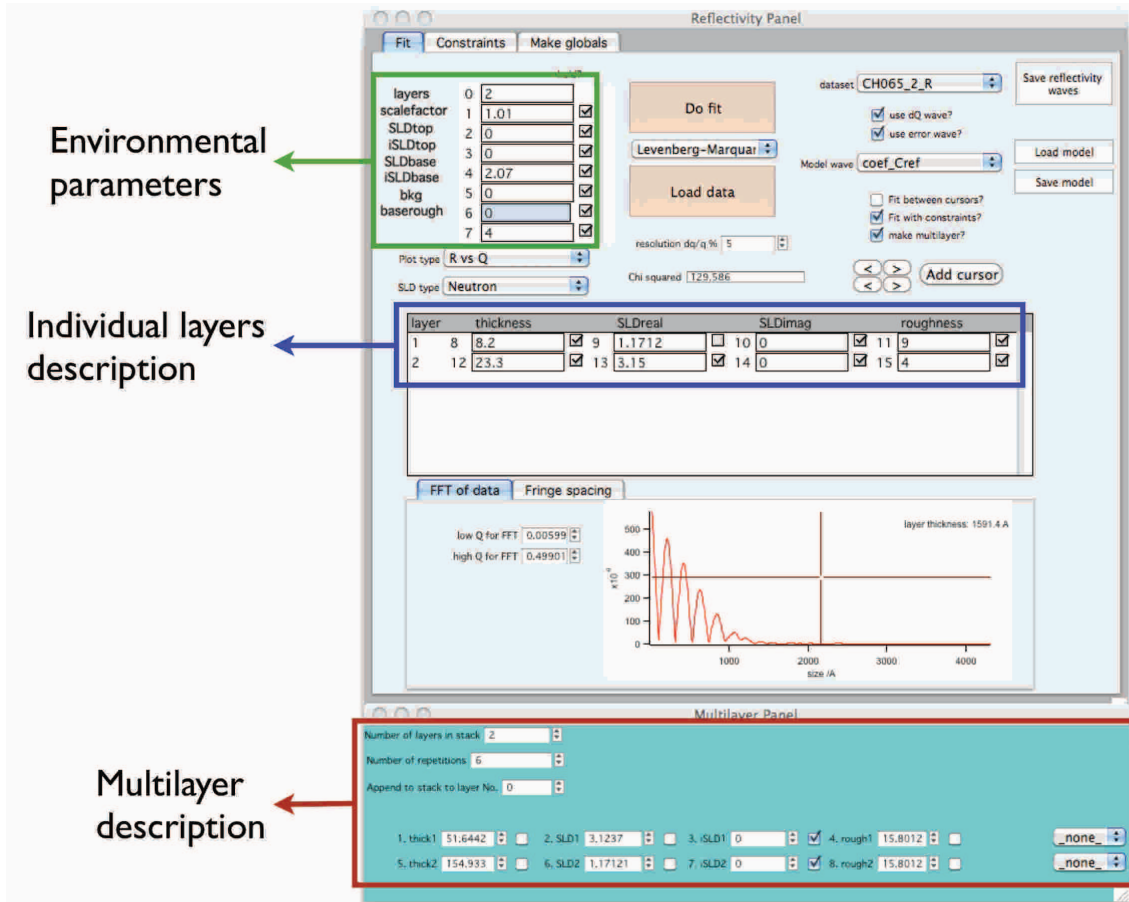 Reflectivity Panel
Fit Constraints Make globals
layers 0 2
scalefactor 1 1.01
SLDtop 2 0
iSLDtop 3 0
SLDbase 4 2.07
iSLDbase 5 0
bkg 6 0
baserough 7 4
Do fit
Levenberg-Marquar
Load data
resolution dq/q % 5
Chi squared 129.586
dataset CH065_2_R
use dQ wave?
use error wave?
Model wave coef_Cref
Fit between cursors?
Fit with constraints?
make multilayer?
< >
< >
Add cursor
Save reflectivity
waves
Load model
Save model
Plot type R vs Q
SLD type Neutron
Environmental
parameters
Individual layers
description
layer thickness SLDreal SLDimag roughness
1 8 8.2 9 1.1712 10 0 11 9
2 12 23.3 13 3.15 14 0 15 4
FFT of data Fringe spacing
low Q for FFT 0.00599
high Q for FFT 0.49901
layer thickness: 1591.4 A
500
400
300
200
100
0
1000 2000 3000 4000
size /A
Multilayer Panel
Number of layers in stack 2
Number of repetitions 6
Append to stack to layer No. 0
Multilayer
description
1. thick1 51.6442 2. SLD1 3.1237 3. iSLD1 0 4. rough1 15.8012 _none_
5. thick2 154.933 6. SLD2 1.17121 7. iSLD2 0 8. rough2 15.8012 _none_